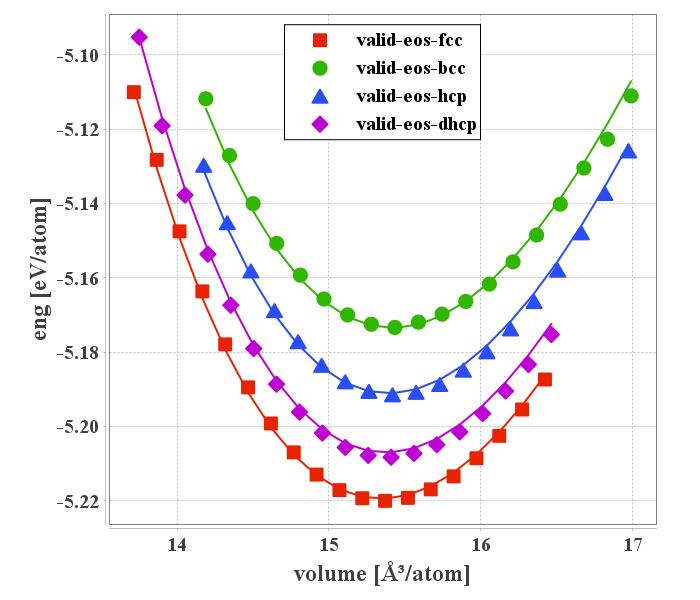 valid-eos-fcc
valid-eos-bcc
valid-eos-hcp
valid-eos-dhcp
eng [eV/atom]
-5.10
-5.12
-5.14
-5.16
-5.18
-5.20
-5.22
14
15
16
17
volume [Å³/atom]